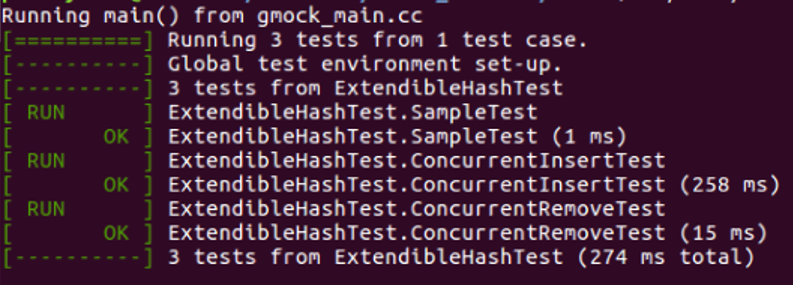 Running main() from gmock_main.cc
[==========] Running 3 tests from 1 test case.
[----------] Global test environment set-up.
[----------] 3 tests from ExtendibleHashTest
[ RUN      ] ExtendibleHashTest.SampleTest
[       OK ] ExtendibleHashTest.SampleTest (1 ms)
[ RUN      ] ExtendibleHashTest.ConcurrentInsertTest
[       OK ] ExtendibleHashTest.ConcurrentInsertTest (258 ms)
[ RUN      ] ExtendibleHashTest.ConcurrentRemoveTest
[       OK ] ExtendibleHashTest.ConcurrentRemoveTest (15 ms)
[----------] 3 tests from ExtendibleHashTest (274 ms total)